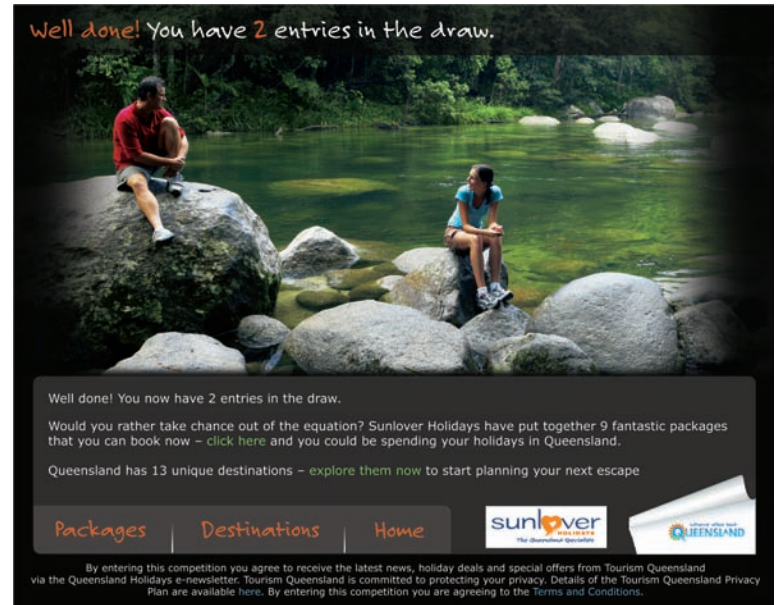 Well done! You have 2 entries in the draw.
Well done! You now have 2 entries in the draw.
Would you rather take chance out of the equation? Sunlover Holidays have put together 9 fantastic packages
that you can book now – click here and you could be spending your holidays in Queensland.
Queensland has 13 unique destinations – explore them now to start planning your next escape
Packages
Destinations
Home
sunlover
HOLIDAYS
The Queensland Specialists
QUEENSLAND
By entering this competition you agree to receive the latest news, holiday deals and special offers from Tourism Queensland
via the Queensland Holidays e-newsletter. Tourism Queensland is committed to protecting your privacy. Details of the Tourism Queensland Privacy
Plan are available here. By entering this competition you are agreeing to the Terms and Conditions.